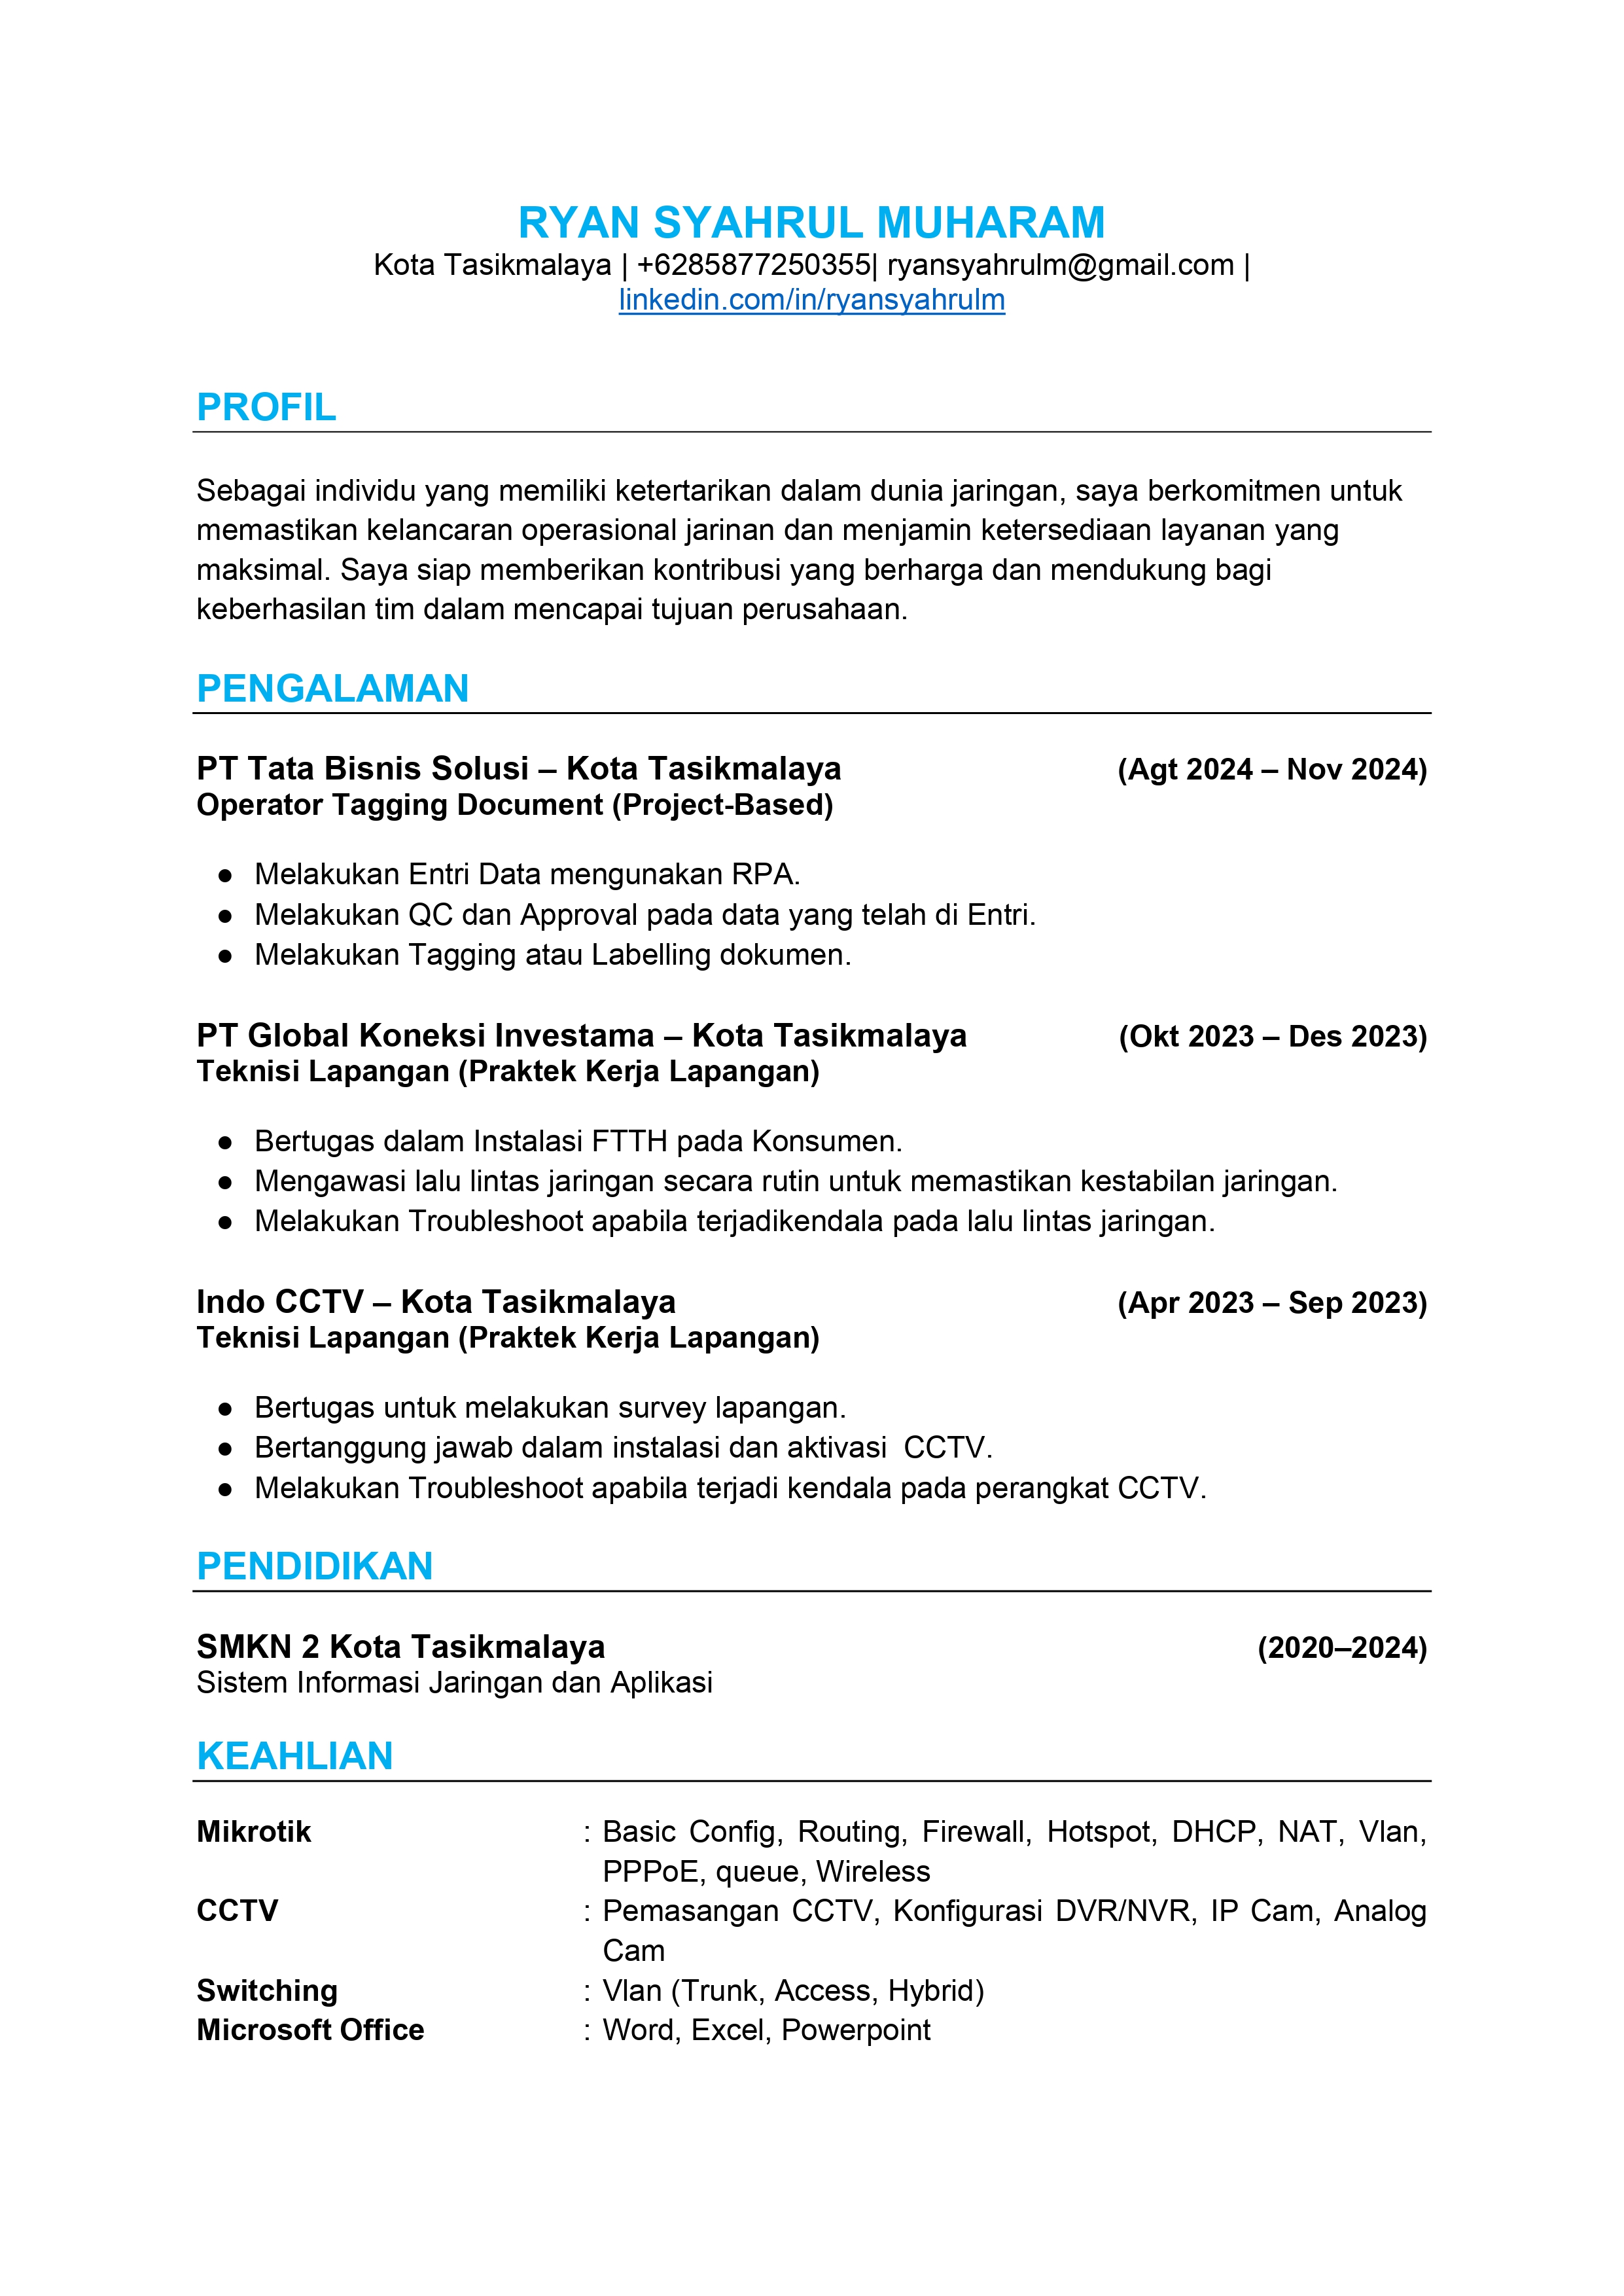 RYAN SYAHRUL MUHARAM
Kota Tasikmalaya | +6285877250355| ryansyahrulm@gmail.com |
linkedin.com/in/ryansyahrulm
PROFIL
Sebagai individu yang memiliki ketertarikan dalam dunia jaringan, saya berkomitmen untuk
memastikan kelancaran operasional jarinan dan menjamin ketersediaan layanan yang
maksimal. Saya siap memberikan kontribusi yang berharga dan mendukung bagi
keberhasilan tim dalam mencapai tujuan perusahaan.
PENGALAMAN
PT Tata Bisnis Solusi – Kota Tasikmalaya (Agt 2024 – Nov 2024)
Operator Tagging Document (Project-Based)
● Melakukan Entri Data mengunakan RPA.
● Melakukan QC dan Approval pada data yang telah di Entri.
● Melakukan Tagging atau Labelling dokumen.
PT Global Koneksi Investama – Kota Tasikmalaya (Okt 2023 – Des 2023)
Teknisi Lapangan (Praktek Kerja Lapangan)
● Bertugas dalam Instalasi FTTH pada Konsumen.
● Mengawasi lalu lintas jaringan secara rutin untuk memastikan kestabilan jaringan.
● Melakukan Troubleshoot apabila terjadikendala pada lalu lintas jaringan.
Indo CCTV – Kota Tasikmalaya (Apr 2023 – Sep 2023)
Teknisi Lapangan (Praktek Kerja Lapangan)
● Bertugas untuk melakukan survey lapangan.
● Bertanggung jawab dalam instalasi dan aktivasi  CCTV.
● Melakukan Troubleshoot apabila terjadi kendala pada perangkat CCTV.
PENDIDIKAN
SMKN 2 Kota Tasikmalaya (2020–2024)
Sistem Informasi Jaringan dan Aplikasi
KEAHLIAN
Mikrotik : Basic Config, Routing, Firewall, Hotspot, DHCP, NAT, Vlan,
PPPoE, queue, Wireless
CCTV : Pemasangan CCTV, Konfigurasi DVR/NVR, IP Cam, Analog
Cam
Switching : Vlan (Trunk, Access, Hybrid)
Microsoft Office : Word, Excel, Powerpoint